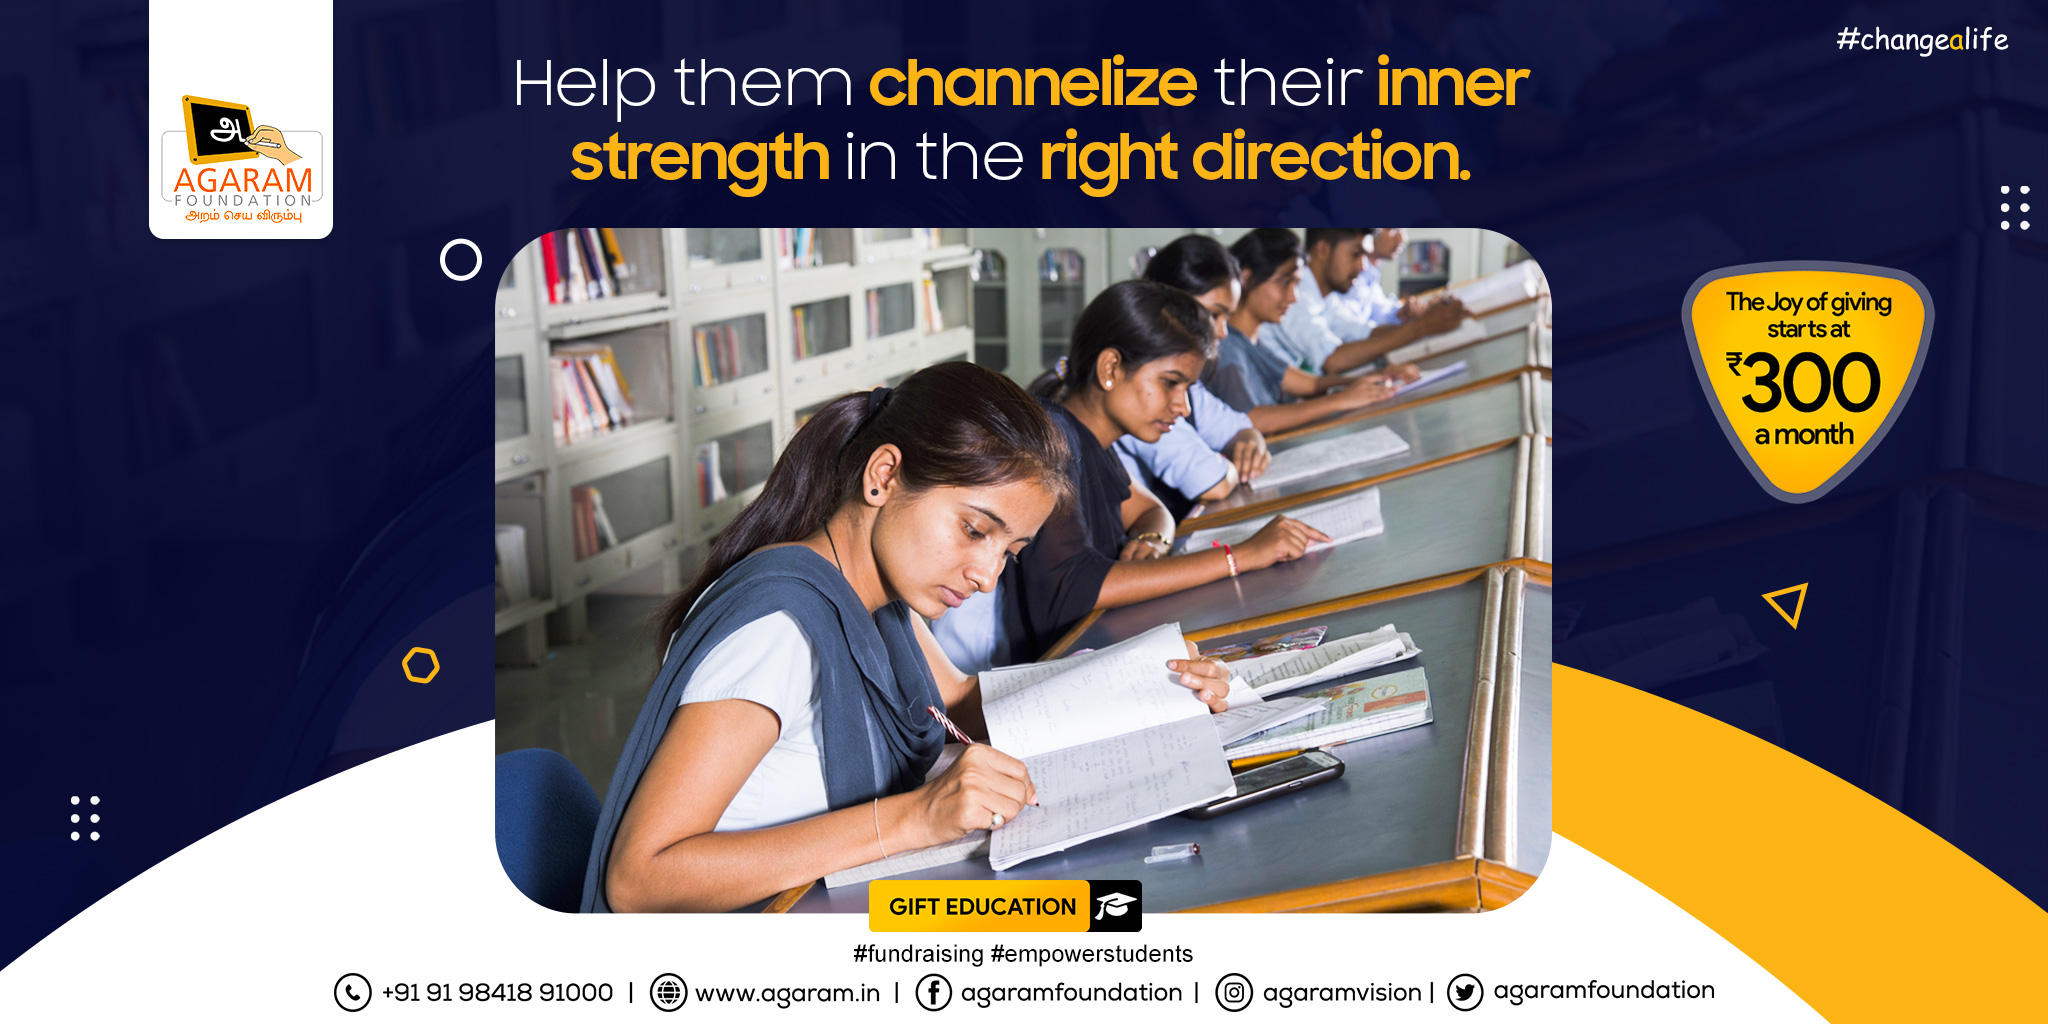 #changealife
Help them channelize their inner
strength in the right direction.
அ
AGARAM
FOUNDATION
அறம் செய விரும்பு
The Joy of giving
starts at
₹300
a month
GIFT EDUCATION
#fundraising #empowerstudents
+91 91 98418 91000 | www.agaram.in | agaramfoundation | agaramvision | agaramfoundation